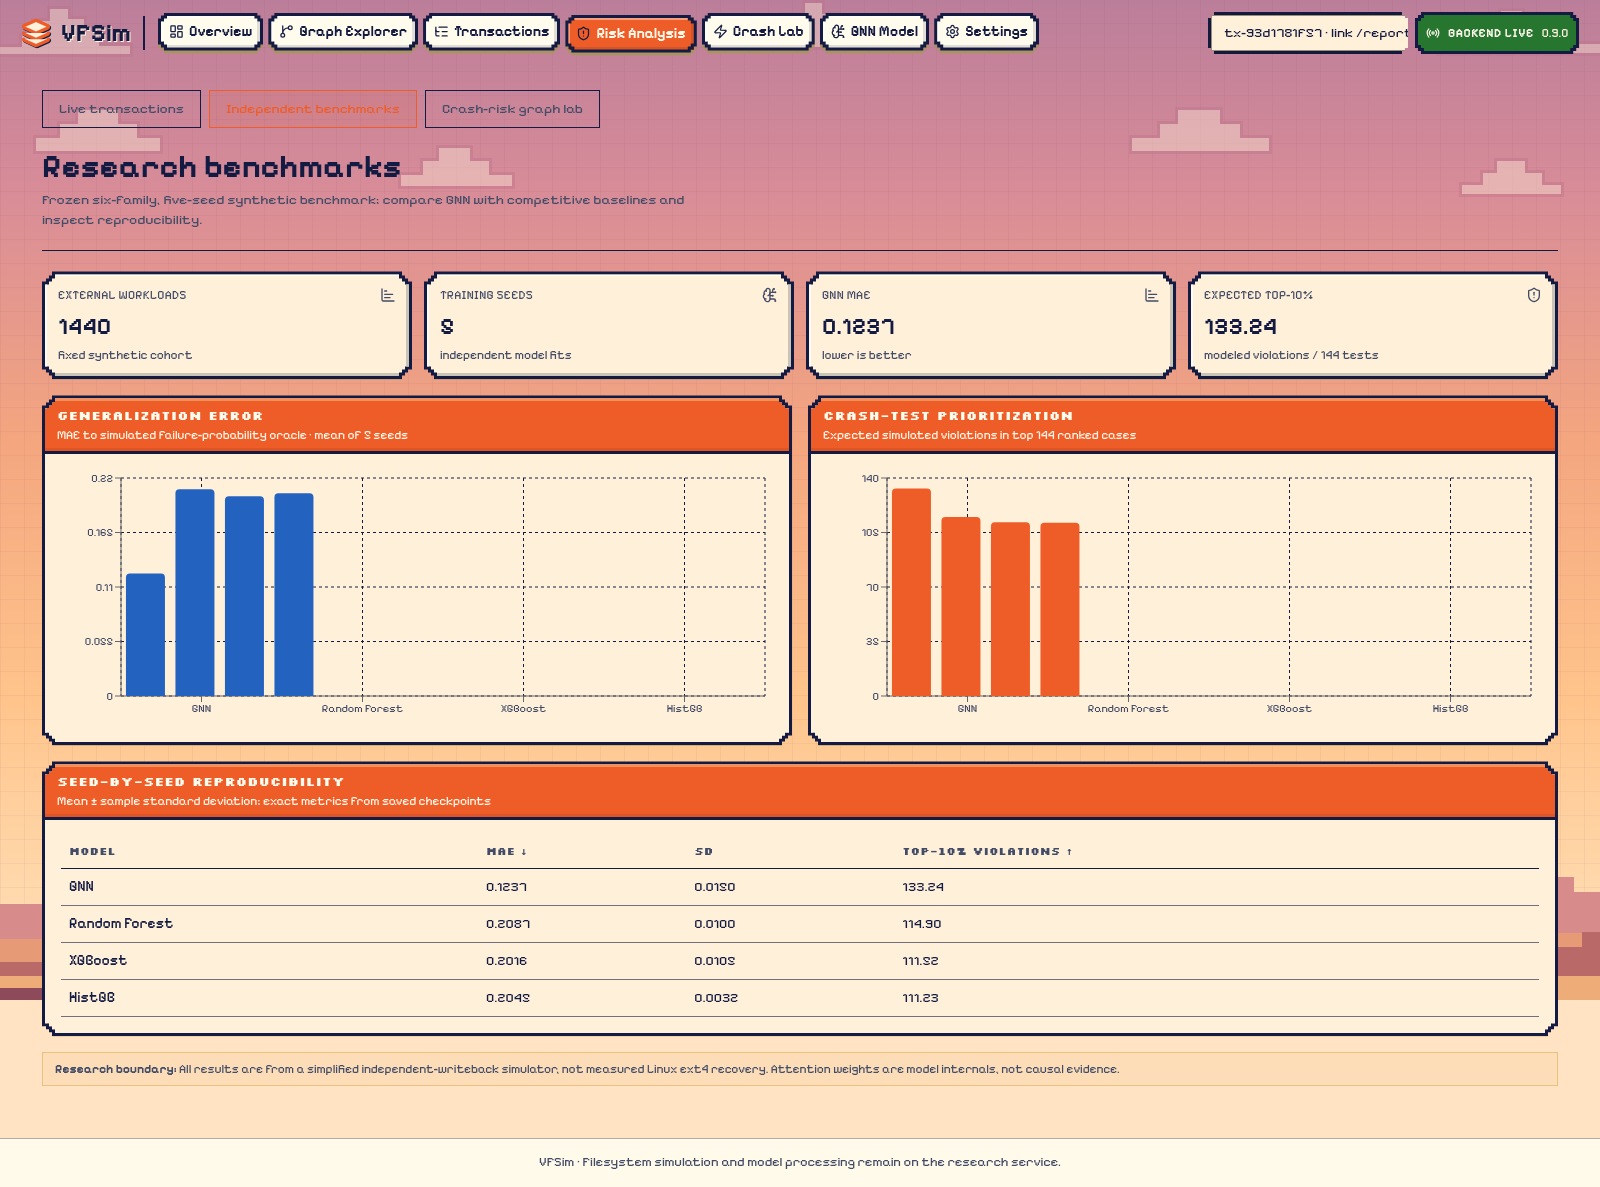 VFSim
Overview
Graph Explorer
Transactions
Risk Analysis
Crash Lab
GNN Model
Settings
tx-93d1781F57 · link /report
BACKEND LIVE 0.9.0
Live transactions
Independent benchmarks
Crash-risk graph lab
Research benchmarks
Frozen six-family, five-seed synthetic benchmark; compare GNN with competitive baselines and
inspect reproducibility.
EXTERNAL WORKLOADS
1440
fixed synthetic cohort
TRAINING SEEDS
5
independent model fits
GNN MAE
0.1237
lower is better
EXPECTED TOP-10%
133.24
modeled violations / 144 tests
GENERALIZATION ERROR
MAE to simulated failure-probability oracle · mean of 5 seeds
0.22
0.165
0.11
0.055
0
GNN
Random Forest
XGBoost
HistGB
CRASH-TEST PRIORITIZATION
Expected simulated violations in top 144 ranked cases
140
105
70
35
0
GNN
Random Forest
XGBoost
HistGB
SEED-BY-SEED REPRODUCIBILITY
Mean ± sample standard deviation; exact metrics from saved checkpoints
MODEL MAE ↓ SD TOP-10% VIOLATIONS ↑
GNN 0.1237 0.0150 133.24
Random Forest 0.2087 0.0100 114.90
XGBoost 0.2016 0.0105 111.52
HistGB 0.2045 0.0032 111.23
Research boundary: All results are from a simplified independent-writeback simulator, not measured Linux ext4 recovery. Attention weights are model internals, not causal evidence.
VFSim · Filesystem simulation and model processing remain on the research service.